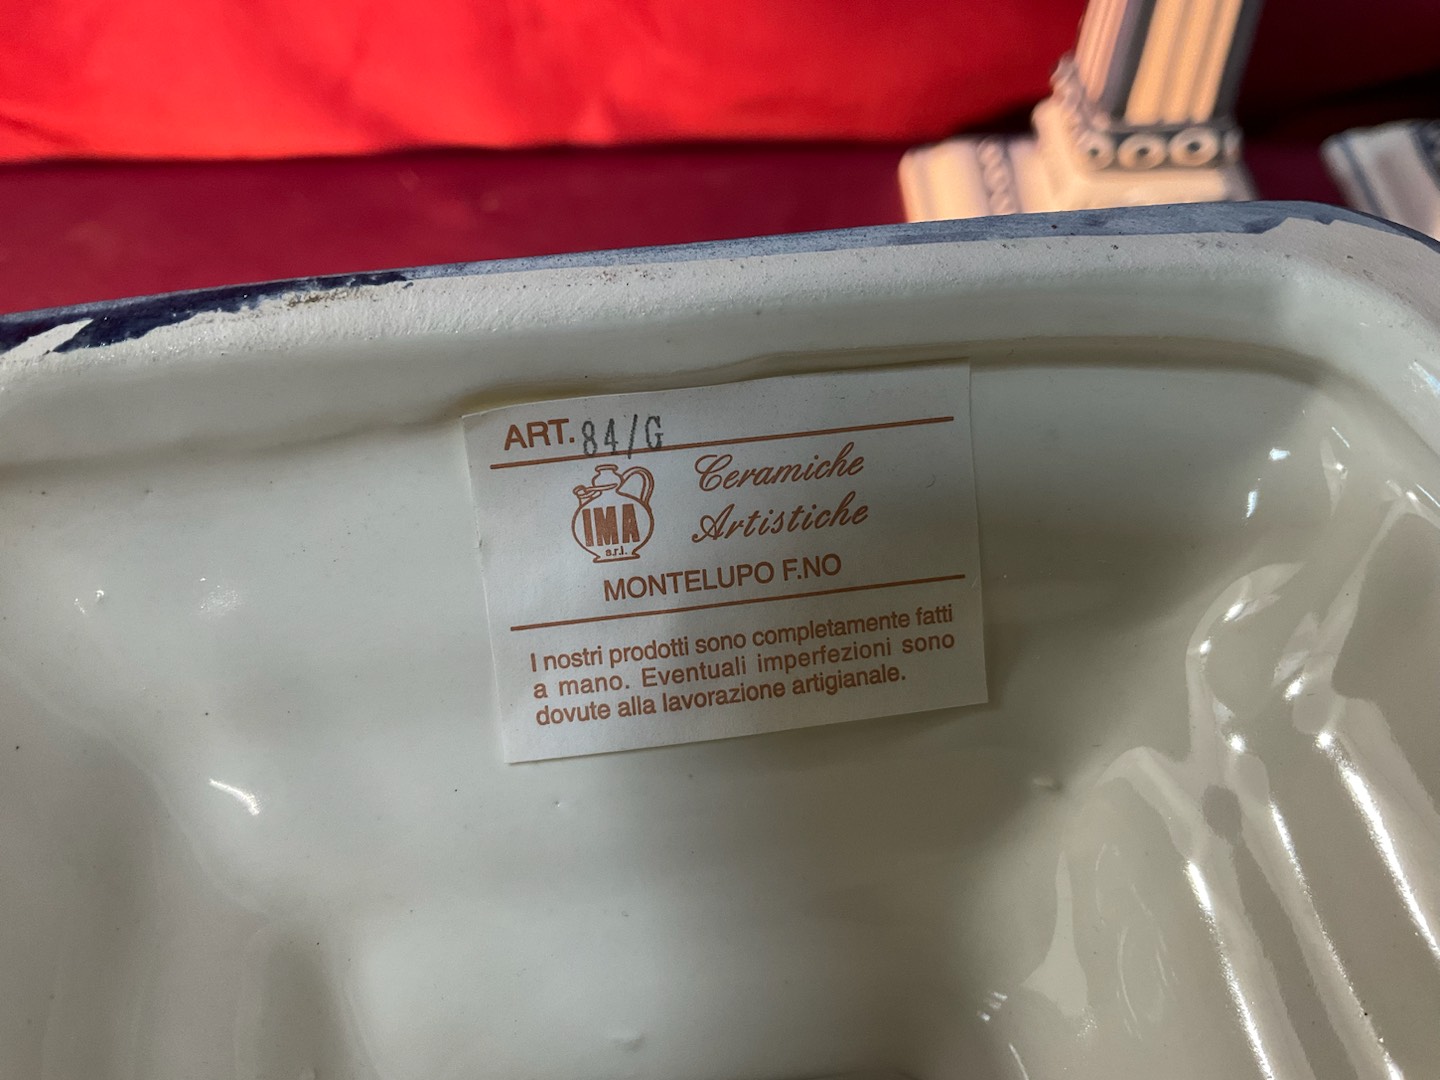 ART. 84/G
IMA
s.r.l.
Ceramiche
Artistiche
MONTELUPO F.NO
I nostri prodotti sono completamente fatti
a mano. Eventuali imperfezioni sono
dovute alla lavorazione artigianale.